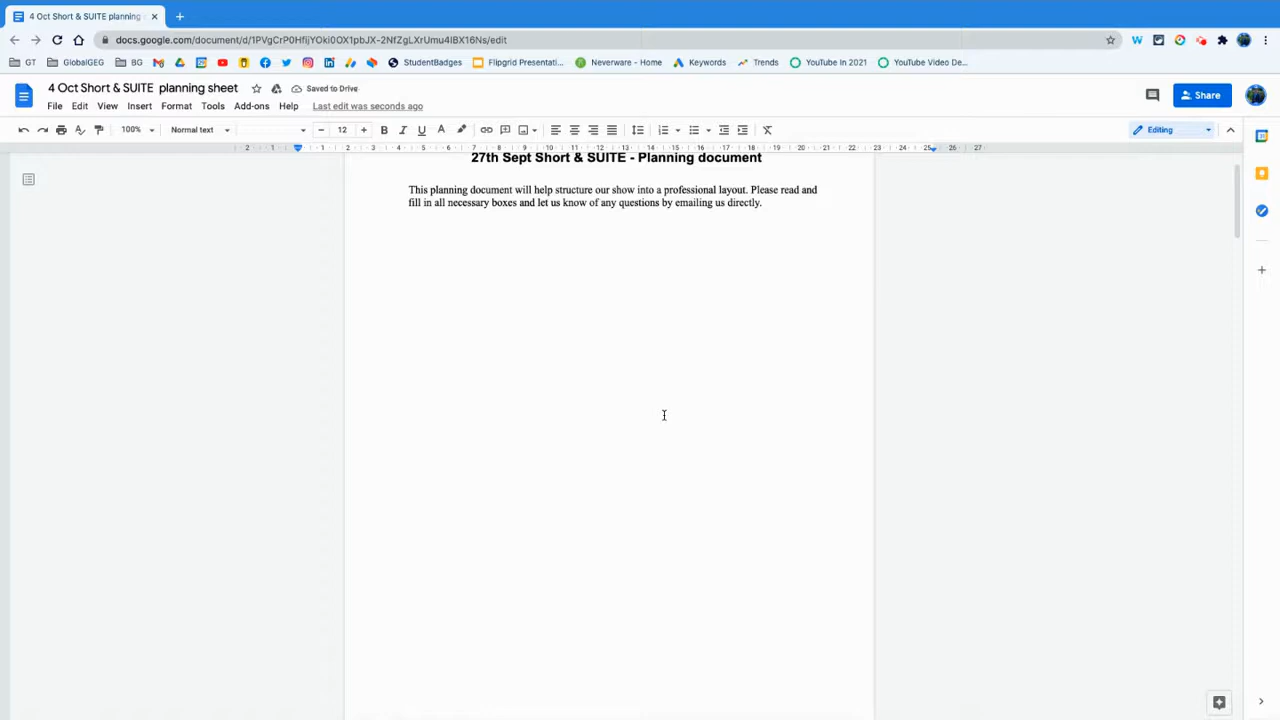 4 Oct Short & SUITE planning
docs.google.com/document/d/1PVgCrP0HfijYOki0OX1pbJX-2NfZgLXrUmu4IBX16Ns/edit
GT GlobalGEG BG StudentBadges Flipgrid Presentati... Neverware - Home Keywords Trends YouTube In 2021 YouTube Video De...
4 Oct Short & SUITE planning sheet Saved to Drive
File Edit View Insert Format Tools Add-ons Help Last edit was seconds ago
Share
100% Normal text 12 Editing
2 1 1 2 3 4 5 6 7 8 9 10 11 12 13 14 15 16 17 18 19 20 21 22 23 24 25 26 27
27th Sept Short & SUITE - Planning document
This planning document will help structure our show into a professional layout. Please read and
fill in all necessary boxes and let us know of any questions by emailing us directly.